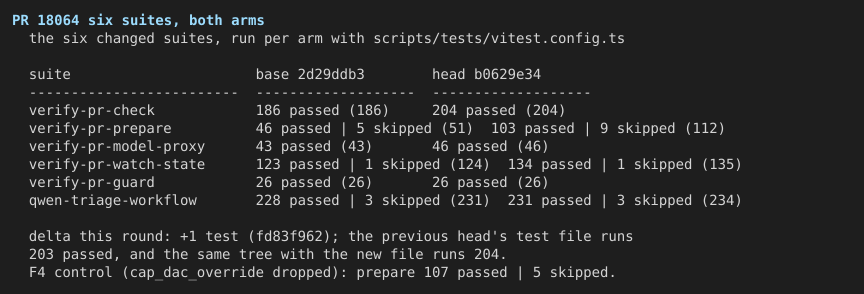 PR 18064 six suites, both arms
the six changed suites, run per arm with scripts/tests/vitest.config.ts
suite base 2d29ddb3 head b0629e34
------------------------- ------------------- -------------------
verify-pr-check 186 passed (186) 204 passed (204)
verify-pr-prepare 46 passed | 5 skipped (51) 103 passed | 9 skipped (112)
verify-pr-model-proxy 43 passed (43) 46 passed (46)
verify-pr-watch-state 123 passed | 1 skipped (124) 134 passed | 1 skipped (135)
verify-pr-guard 26 passed (26) 26 passed (26)
qwen-triage-workflow 228 passed | 3 skipped (231) 231 passed | 3 skipped (234)
delta this round: +1 test (fd83f962); the previous head's test file runs
203 passed, and the same tree with the new file runs 204.
F4 control (cap_dac_override dropped): prepare 107 passed | 5 skipped.